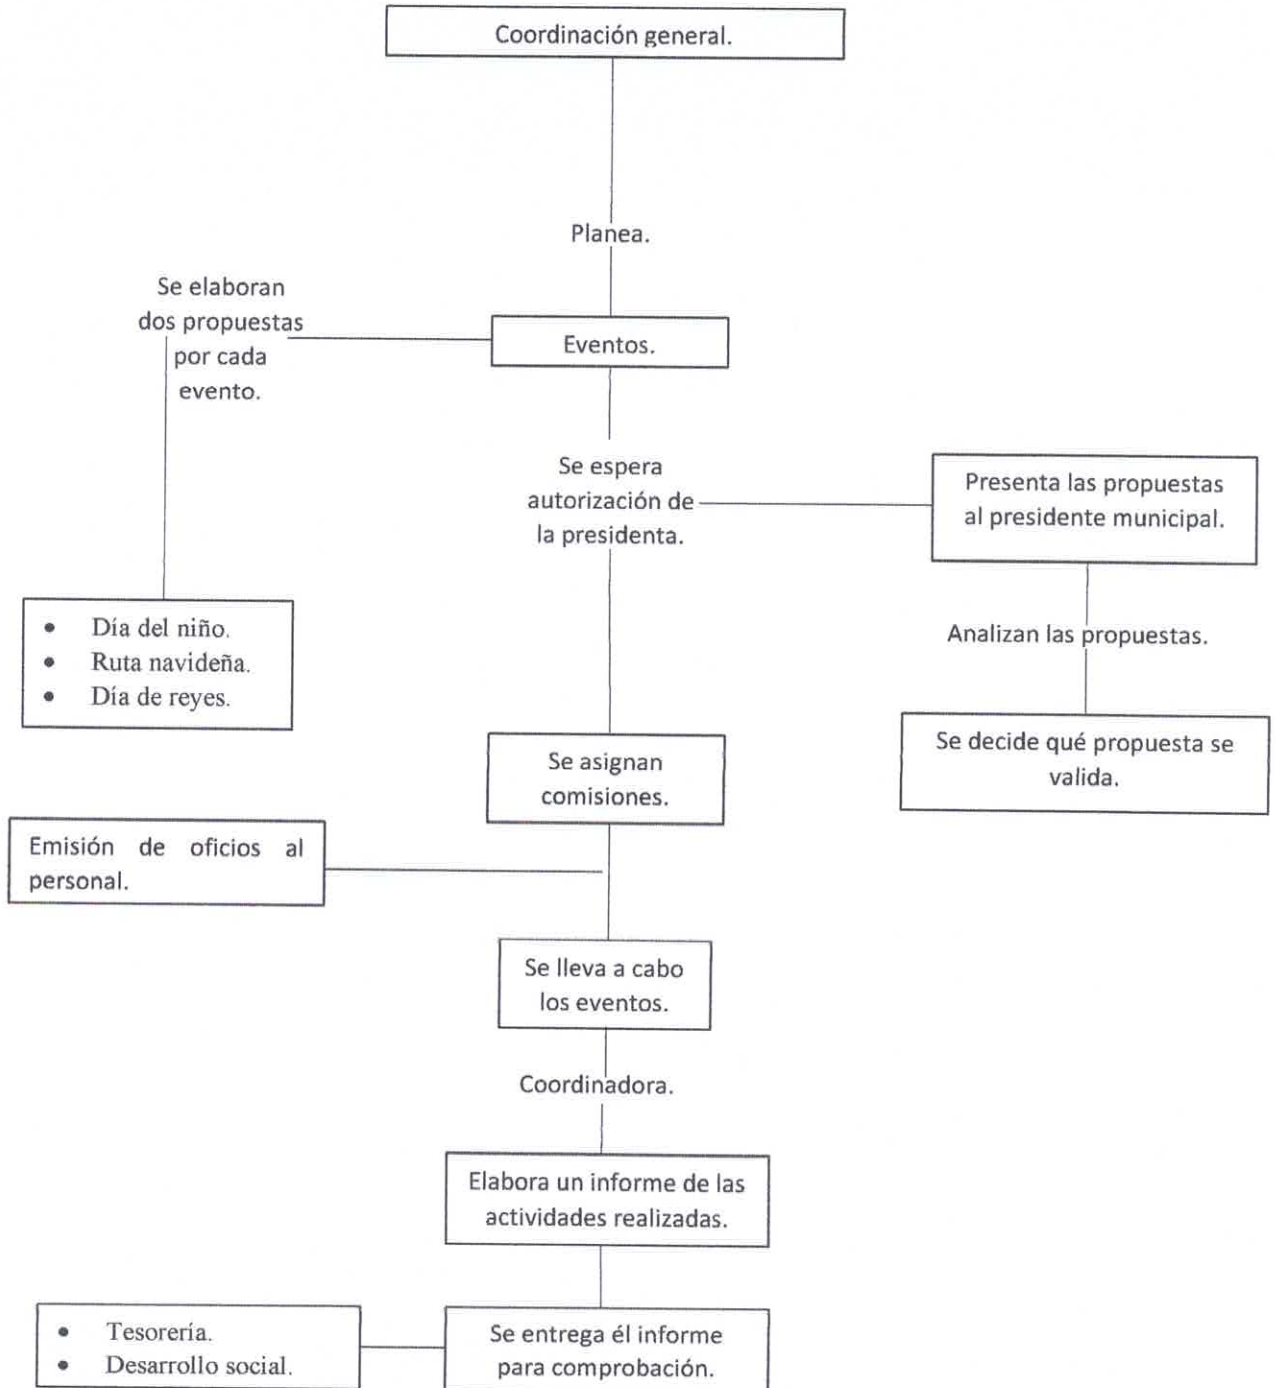 Coordinación general.
Planea.
Se elaboran
dos propuestas
por cada
evento.
Eventos.
Se espera
autorización de
la presidenta.
Presenta las propuestas
al presidente municipal.
Analizan las propuestas.
Se decide qué propuesta se
valida.
• Día del niño.
• Ruta navideña.
• Día de reyes.
Se asignan
comisiones.
Emisión de oficios al
personal.
Se lleva a cabo
los eventos.
Coordinadora.
Elabora un informe de las
actividades realizadas.
Se entrega él informe
para comprobación.
• Tesorería.
• Desarrollo social.